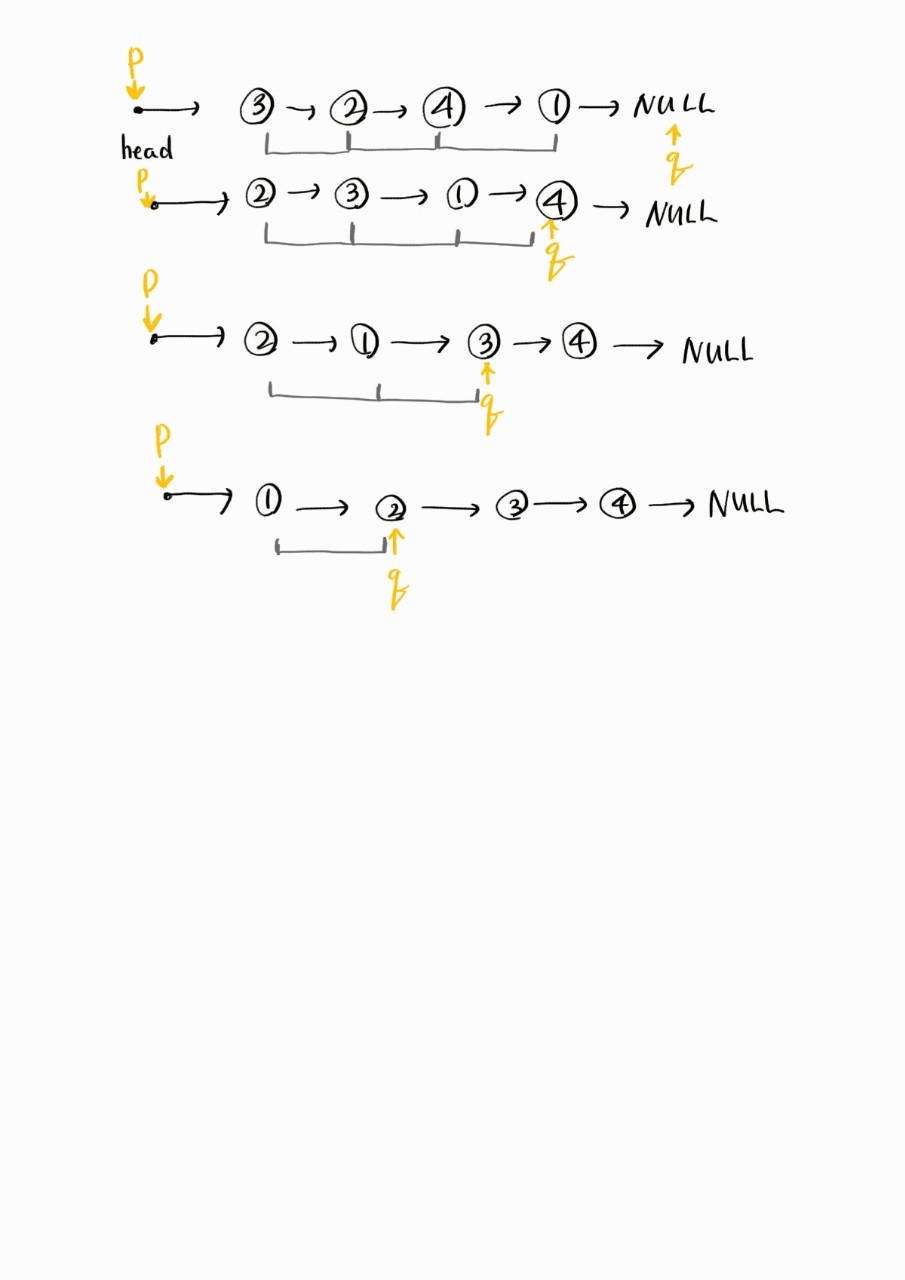 p
③ → ② → ④ → ① → NULL
head
q
p
② → ③ → ① → ④ → NULL
q
p
② → ① → ③ → ④ → NULL
q
p
① → ② → ③ → ④ → NULL
q